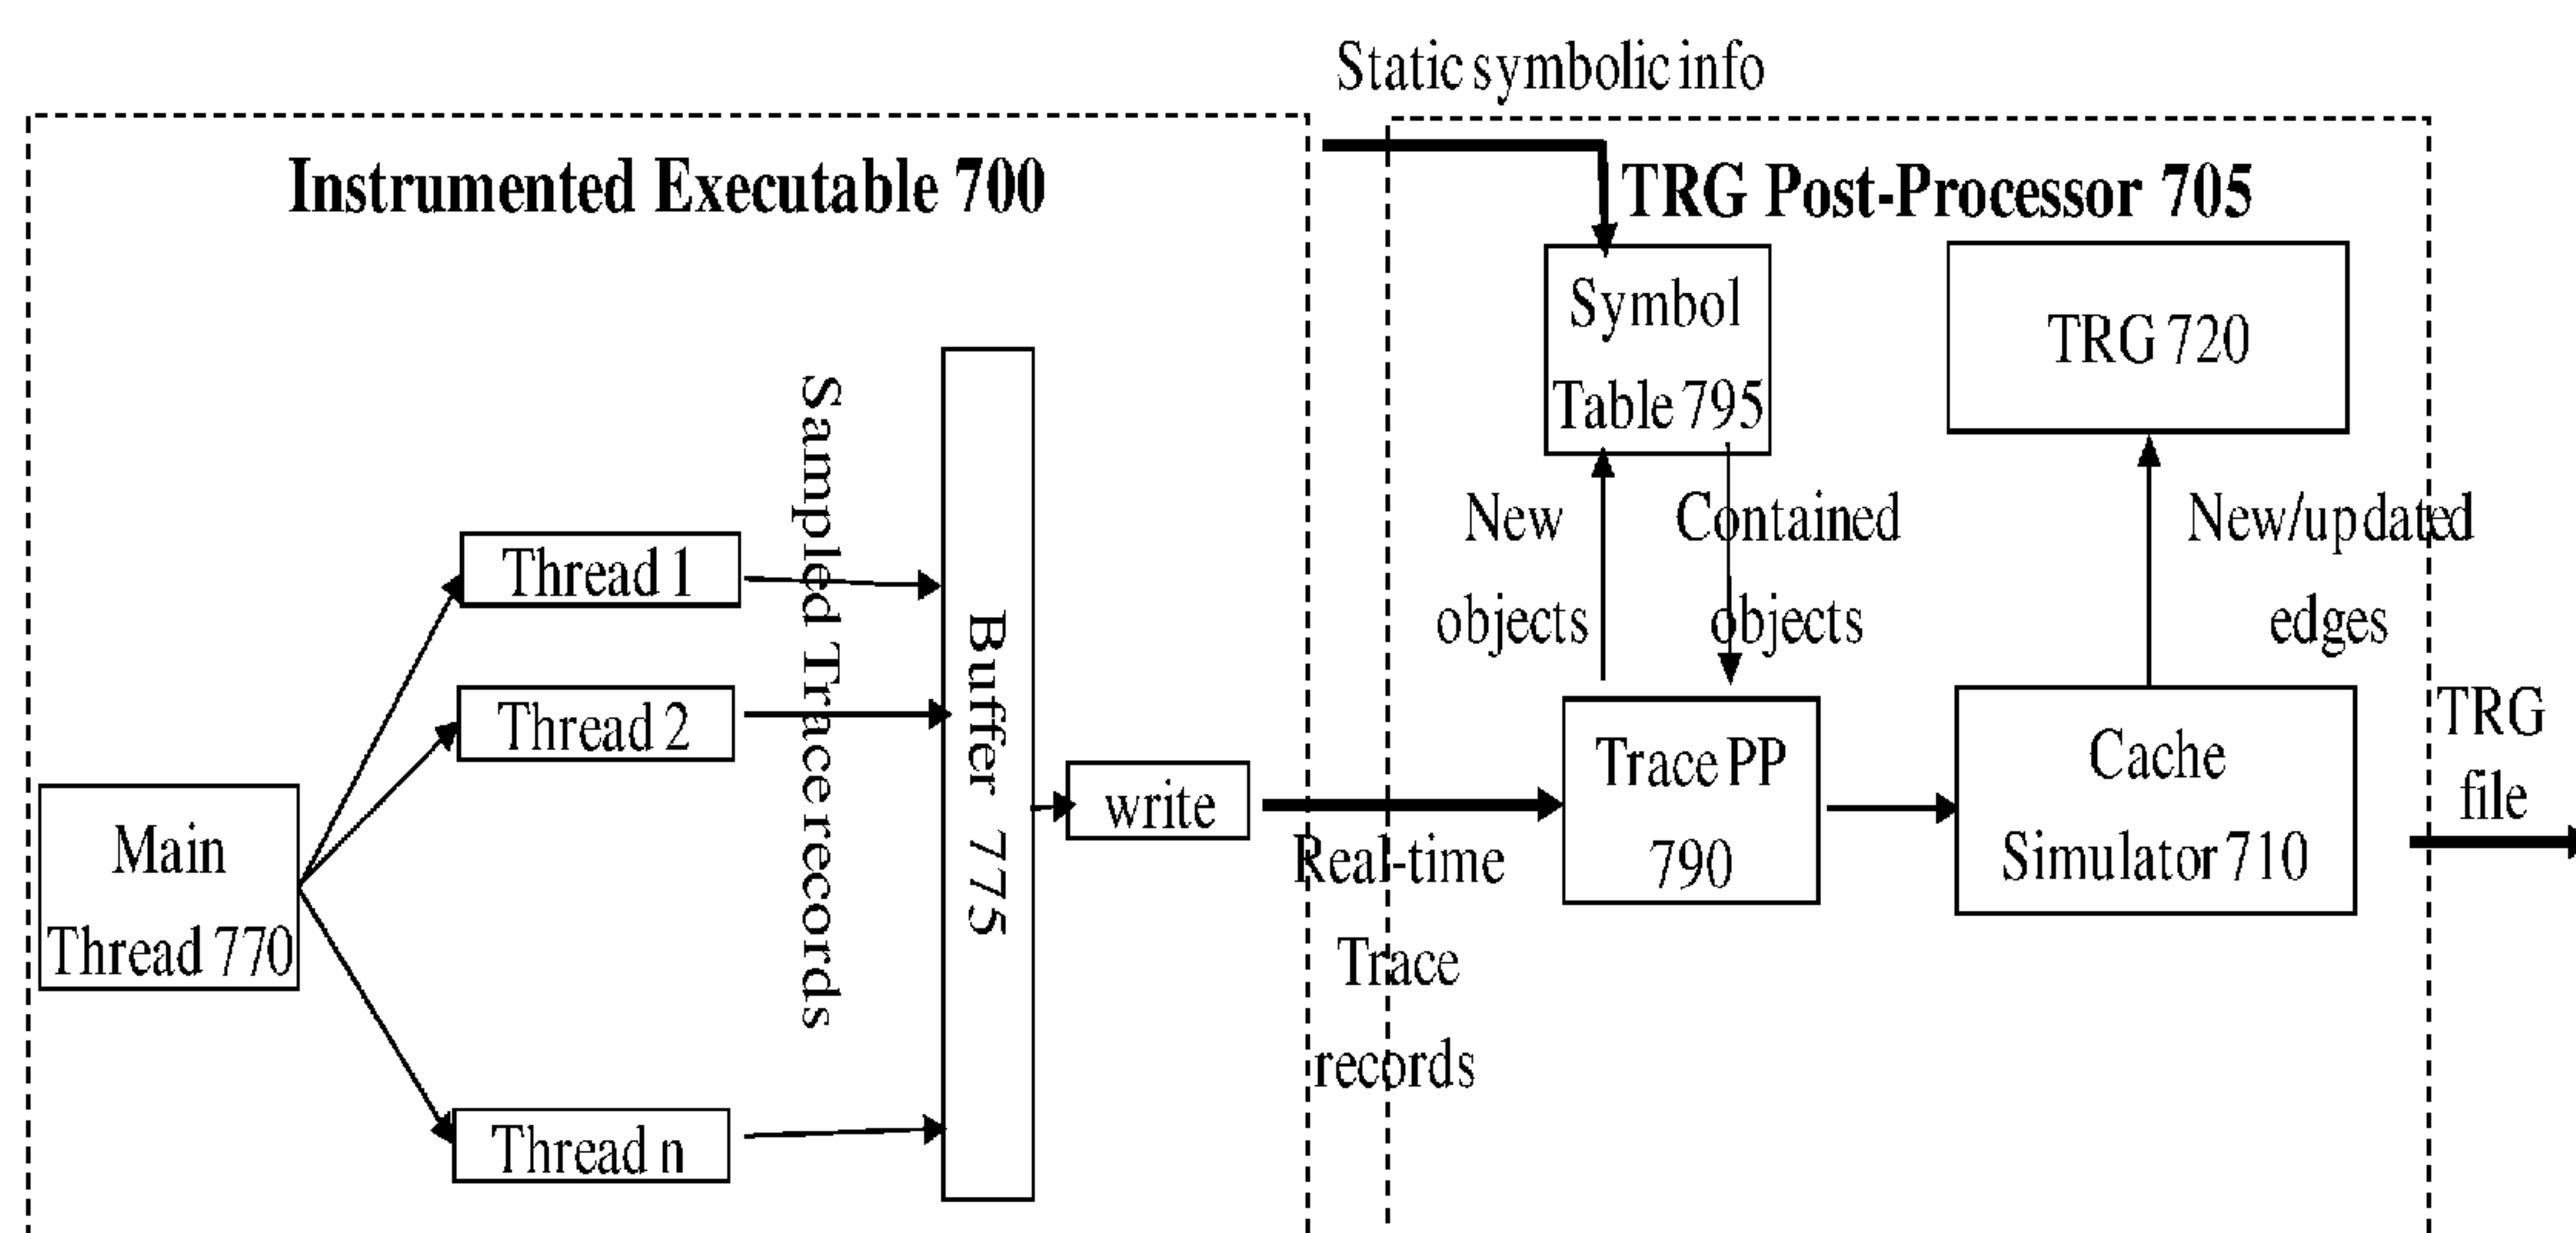 Static symbolic info
Instrumented Executable 700
TRG Post-Processor 705
Symbol
Table 795
TRG 720
New
objects
Contained
objects
New/updated
edges
Sampled Trace records
Thread 1
Thread 2
Thread n
Main
Thread 770
Buffer 775
write
Real-time
Trace
records
Trace PP
790
Cache
Simulator 710
TRG
file